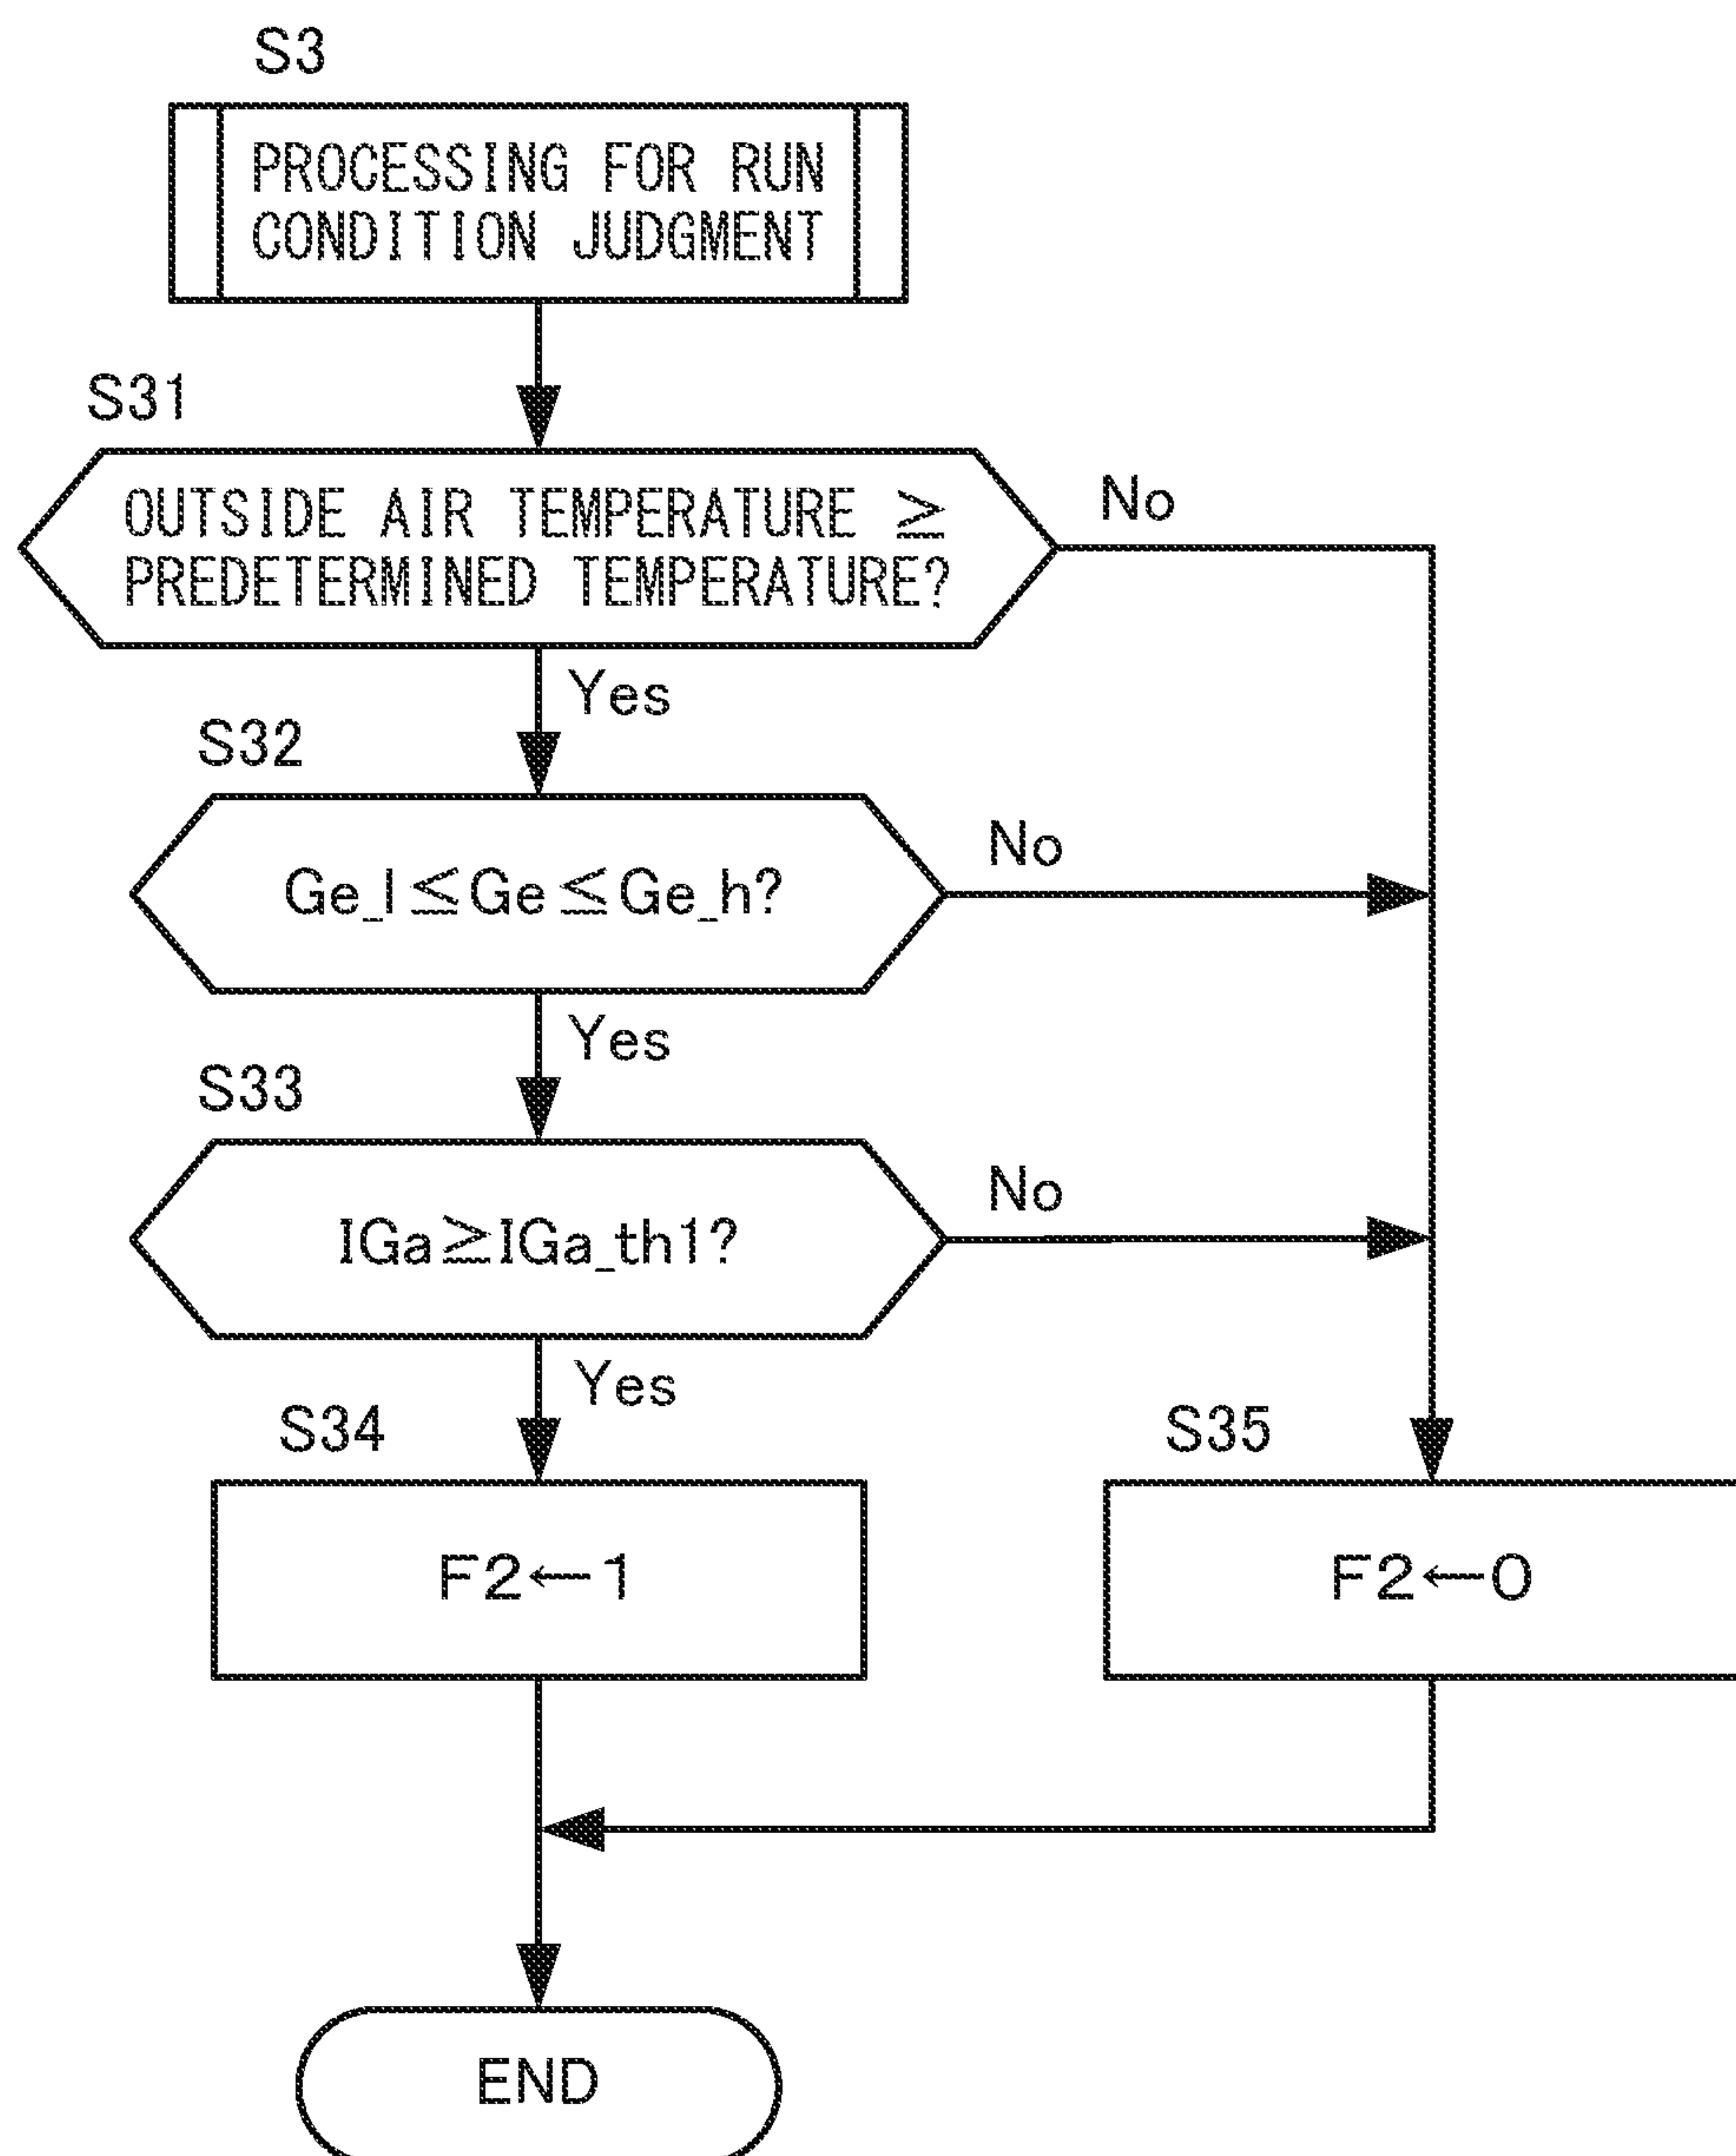 S3
PROCESSING FOR RUN
CONDITION JUDGMENT
S31
OUTSIDE AIR TEMPERATURE ≧
PREDETERMINED TEMPERATURE?
No
Yes
S32
Ge_l≦Ge≦Ge_h?
No
Yes
S33
IGa≧IGa_th1?
No
Yes
S34
S35
F2←1
F2←0
END